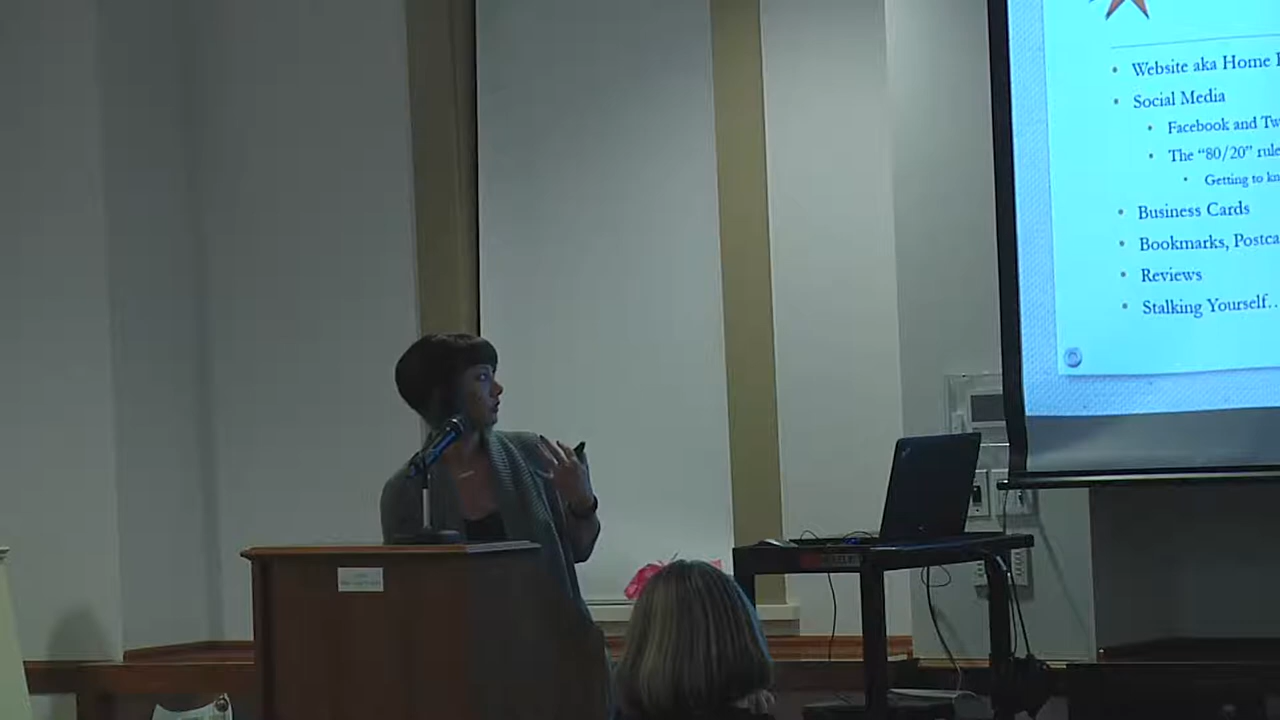 Website aka Home
Social Media
Facebook and Tw
The “80/20” rule
Getting to kn
Business Cards
Bookmarks, Postca
Reviews
Stalking Yourself..